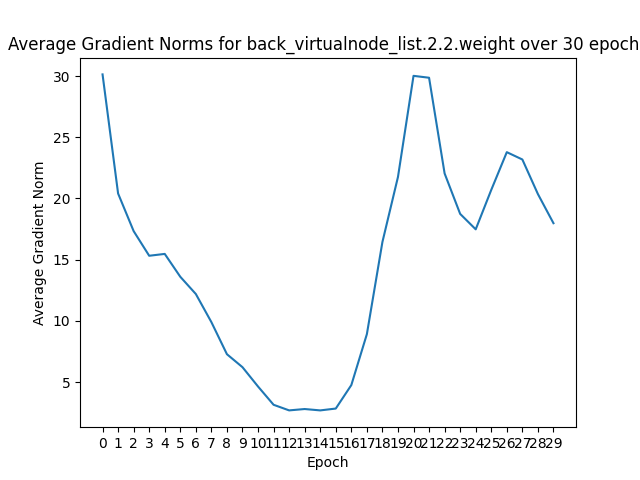 Average Gradient Norms for back_virtualnode_list.2.2.weight over 30 epoch
30
25
20
15
10
5
Average Gradient Norm
0 1 2 3 4 5 6 7 8 9 10 11 12 13 14 15 16 17 18 19 20 21 22 23 24 25 26 27 28 29
Epoch